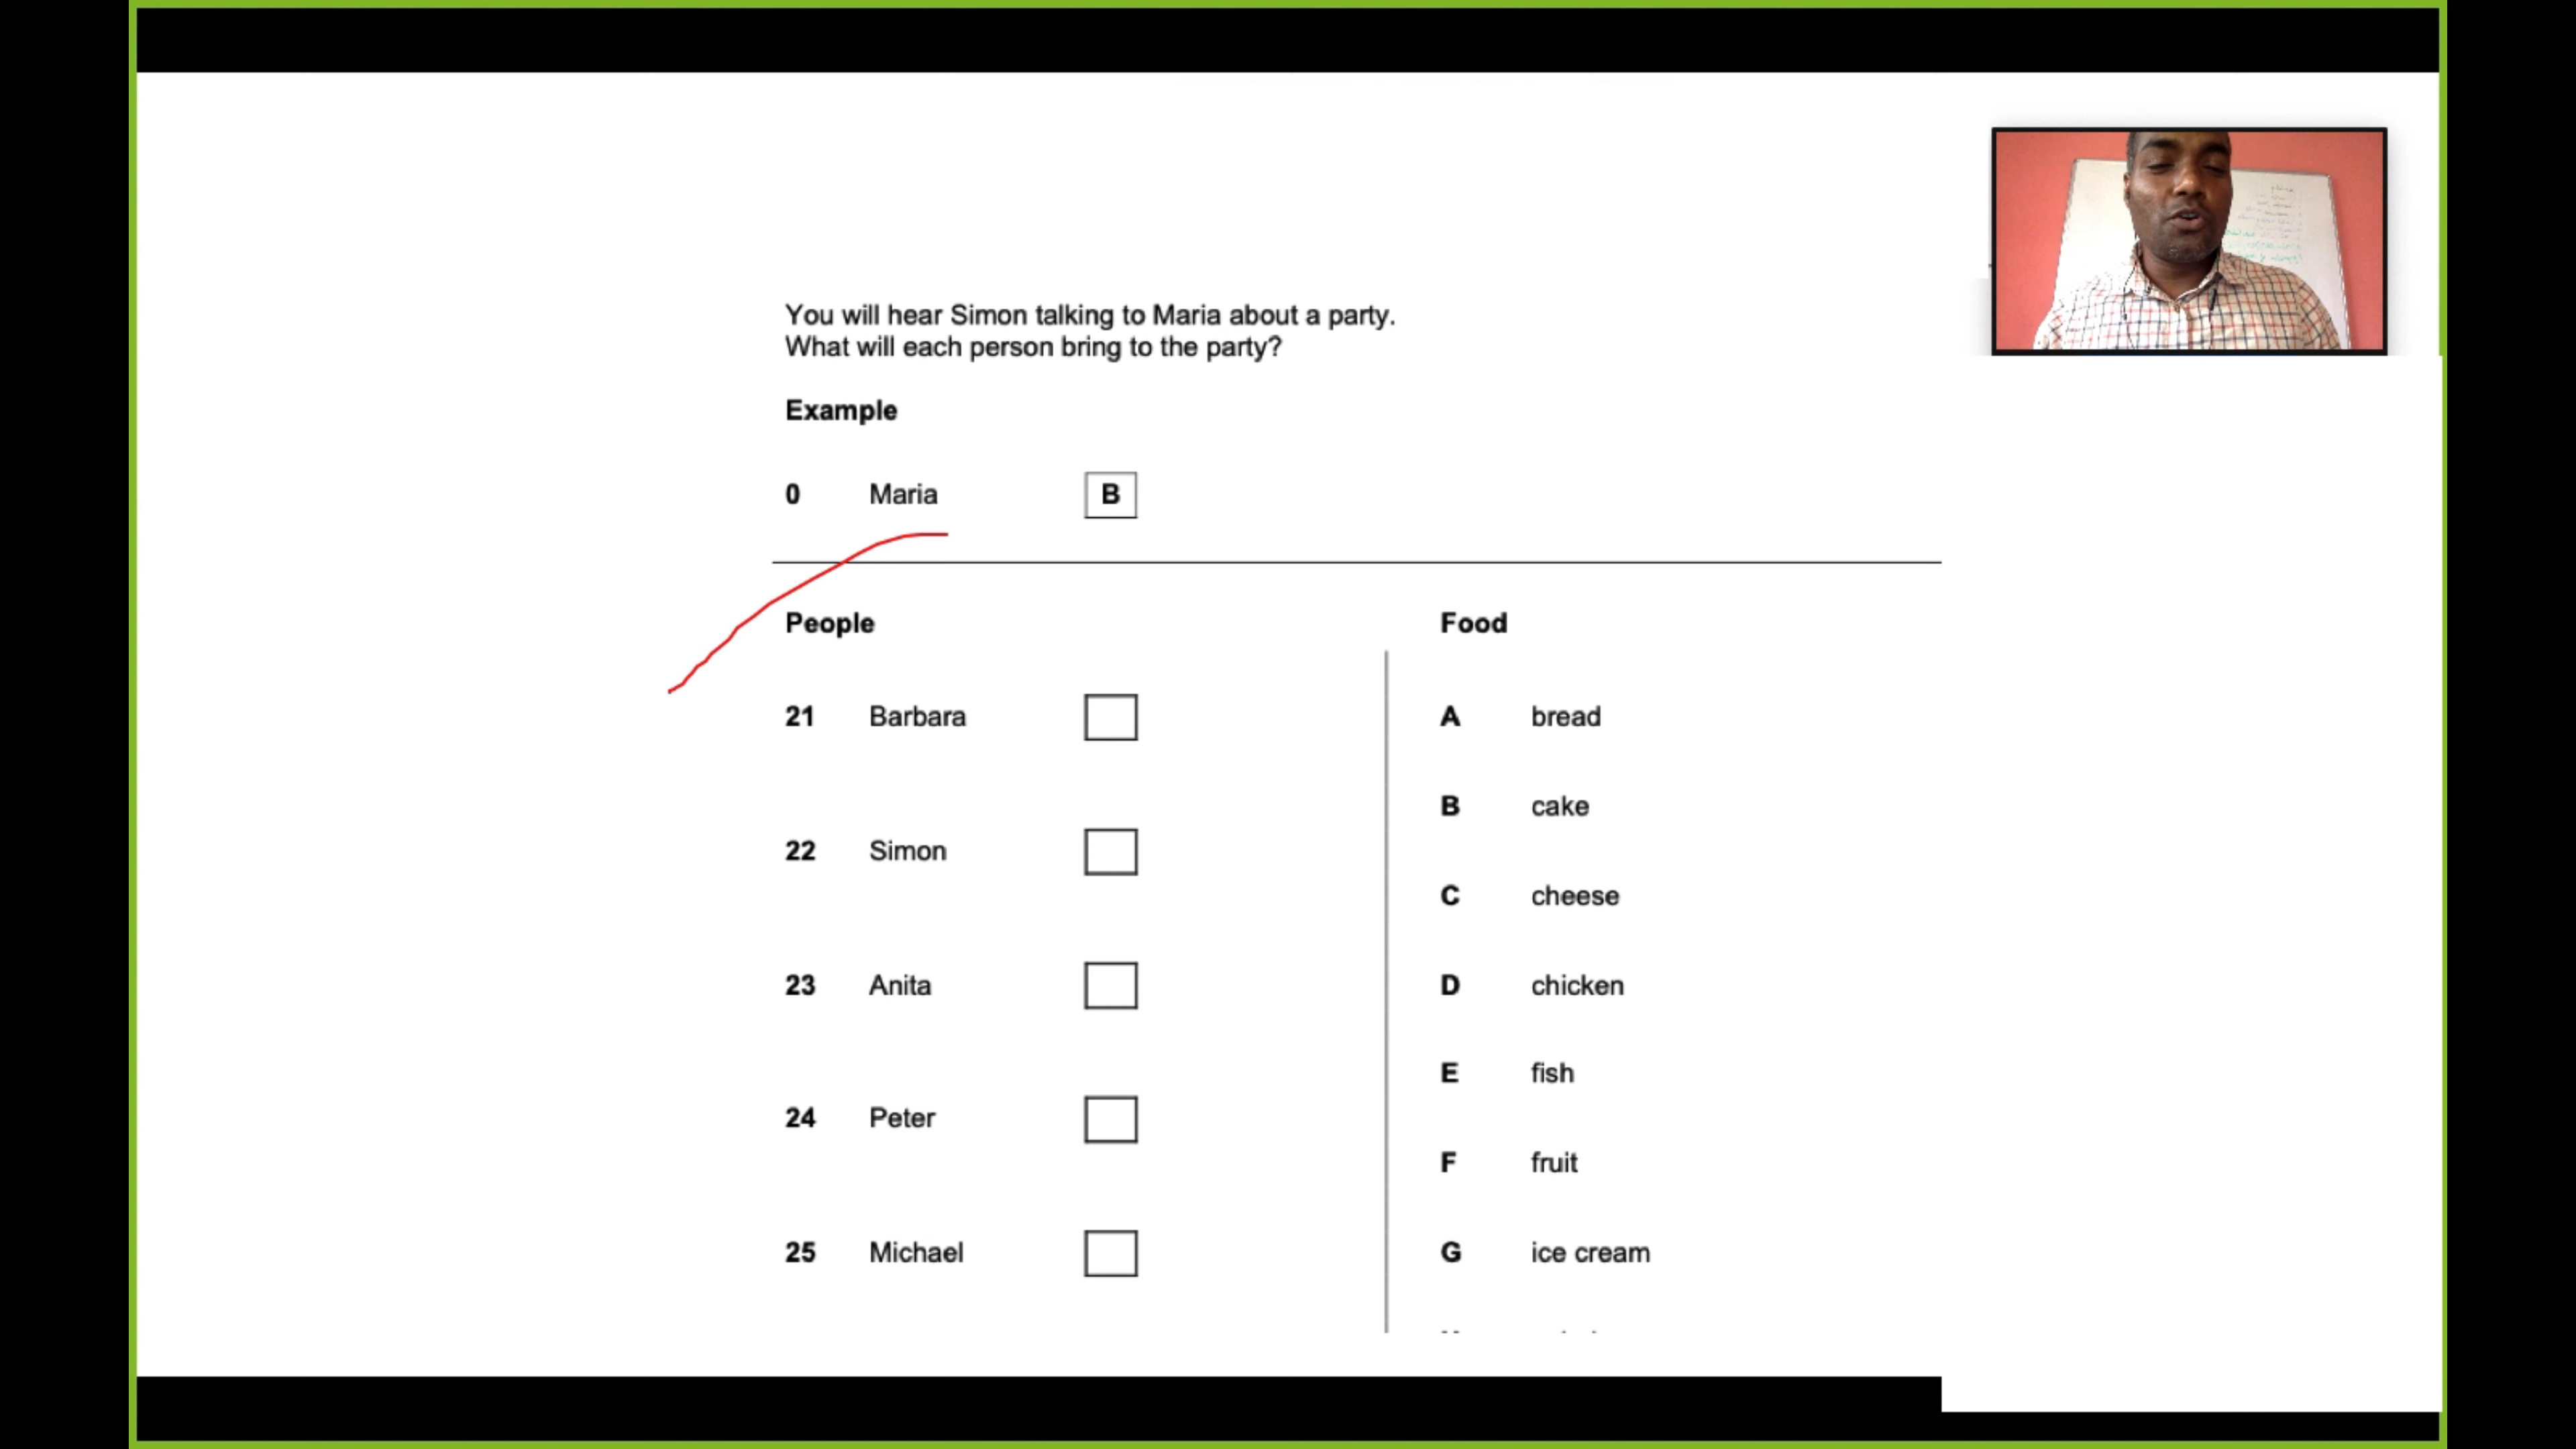 You will hear Simon talking to Maria about a party.
What will each person bring to the party?
Example
0 Maria B
People
21 Barbara
22 Simon
23 Anita
24 Peter
25 Michael
Food
A bread
B cake
C cheese
D chicken
E fish
F fruit
G ice cream